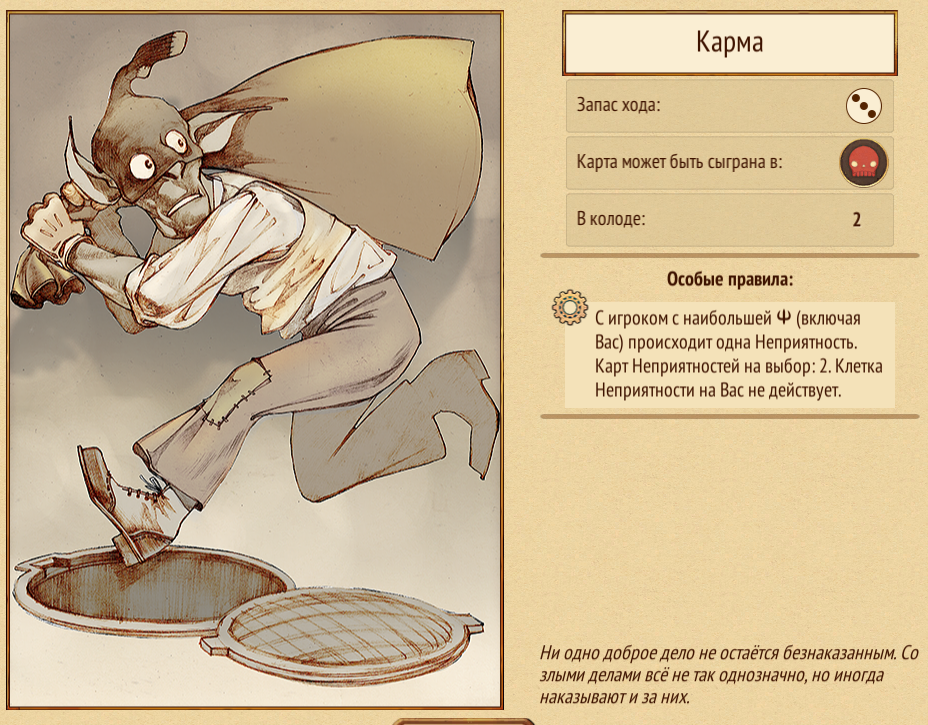 Карма
Запас хода:
Карта может быть сыграна в:
В колоде: 2
Особые правила:
С игроком с наибольшей (включая
Вас) происходит одна Неприятность.
Карт Неприятностей на выбор: 2. Клетка
Неприятности на Вас не действует.
Ни одно доброе дело не остаётся безнаказанным. Со
злыми делами всё не так однозначно, но иногда
наказывают и за них.